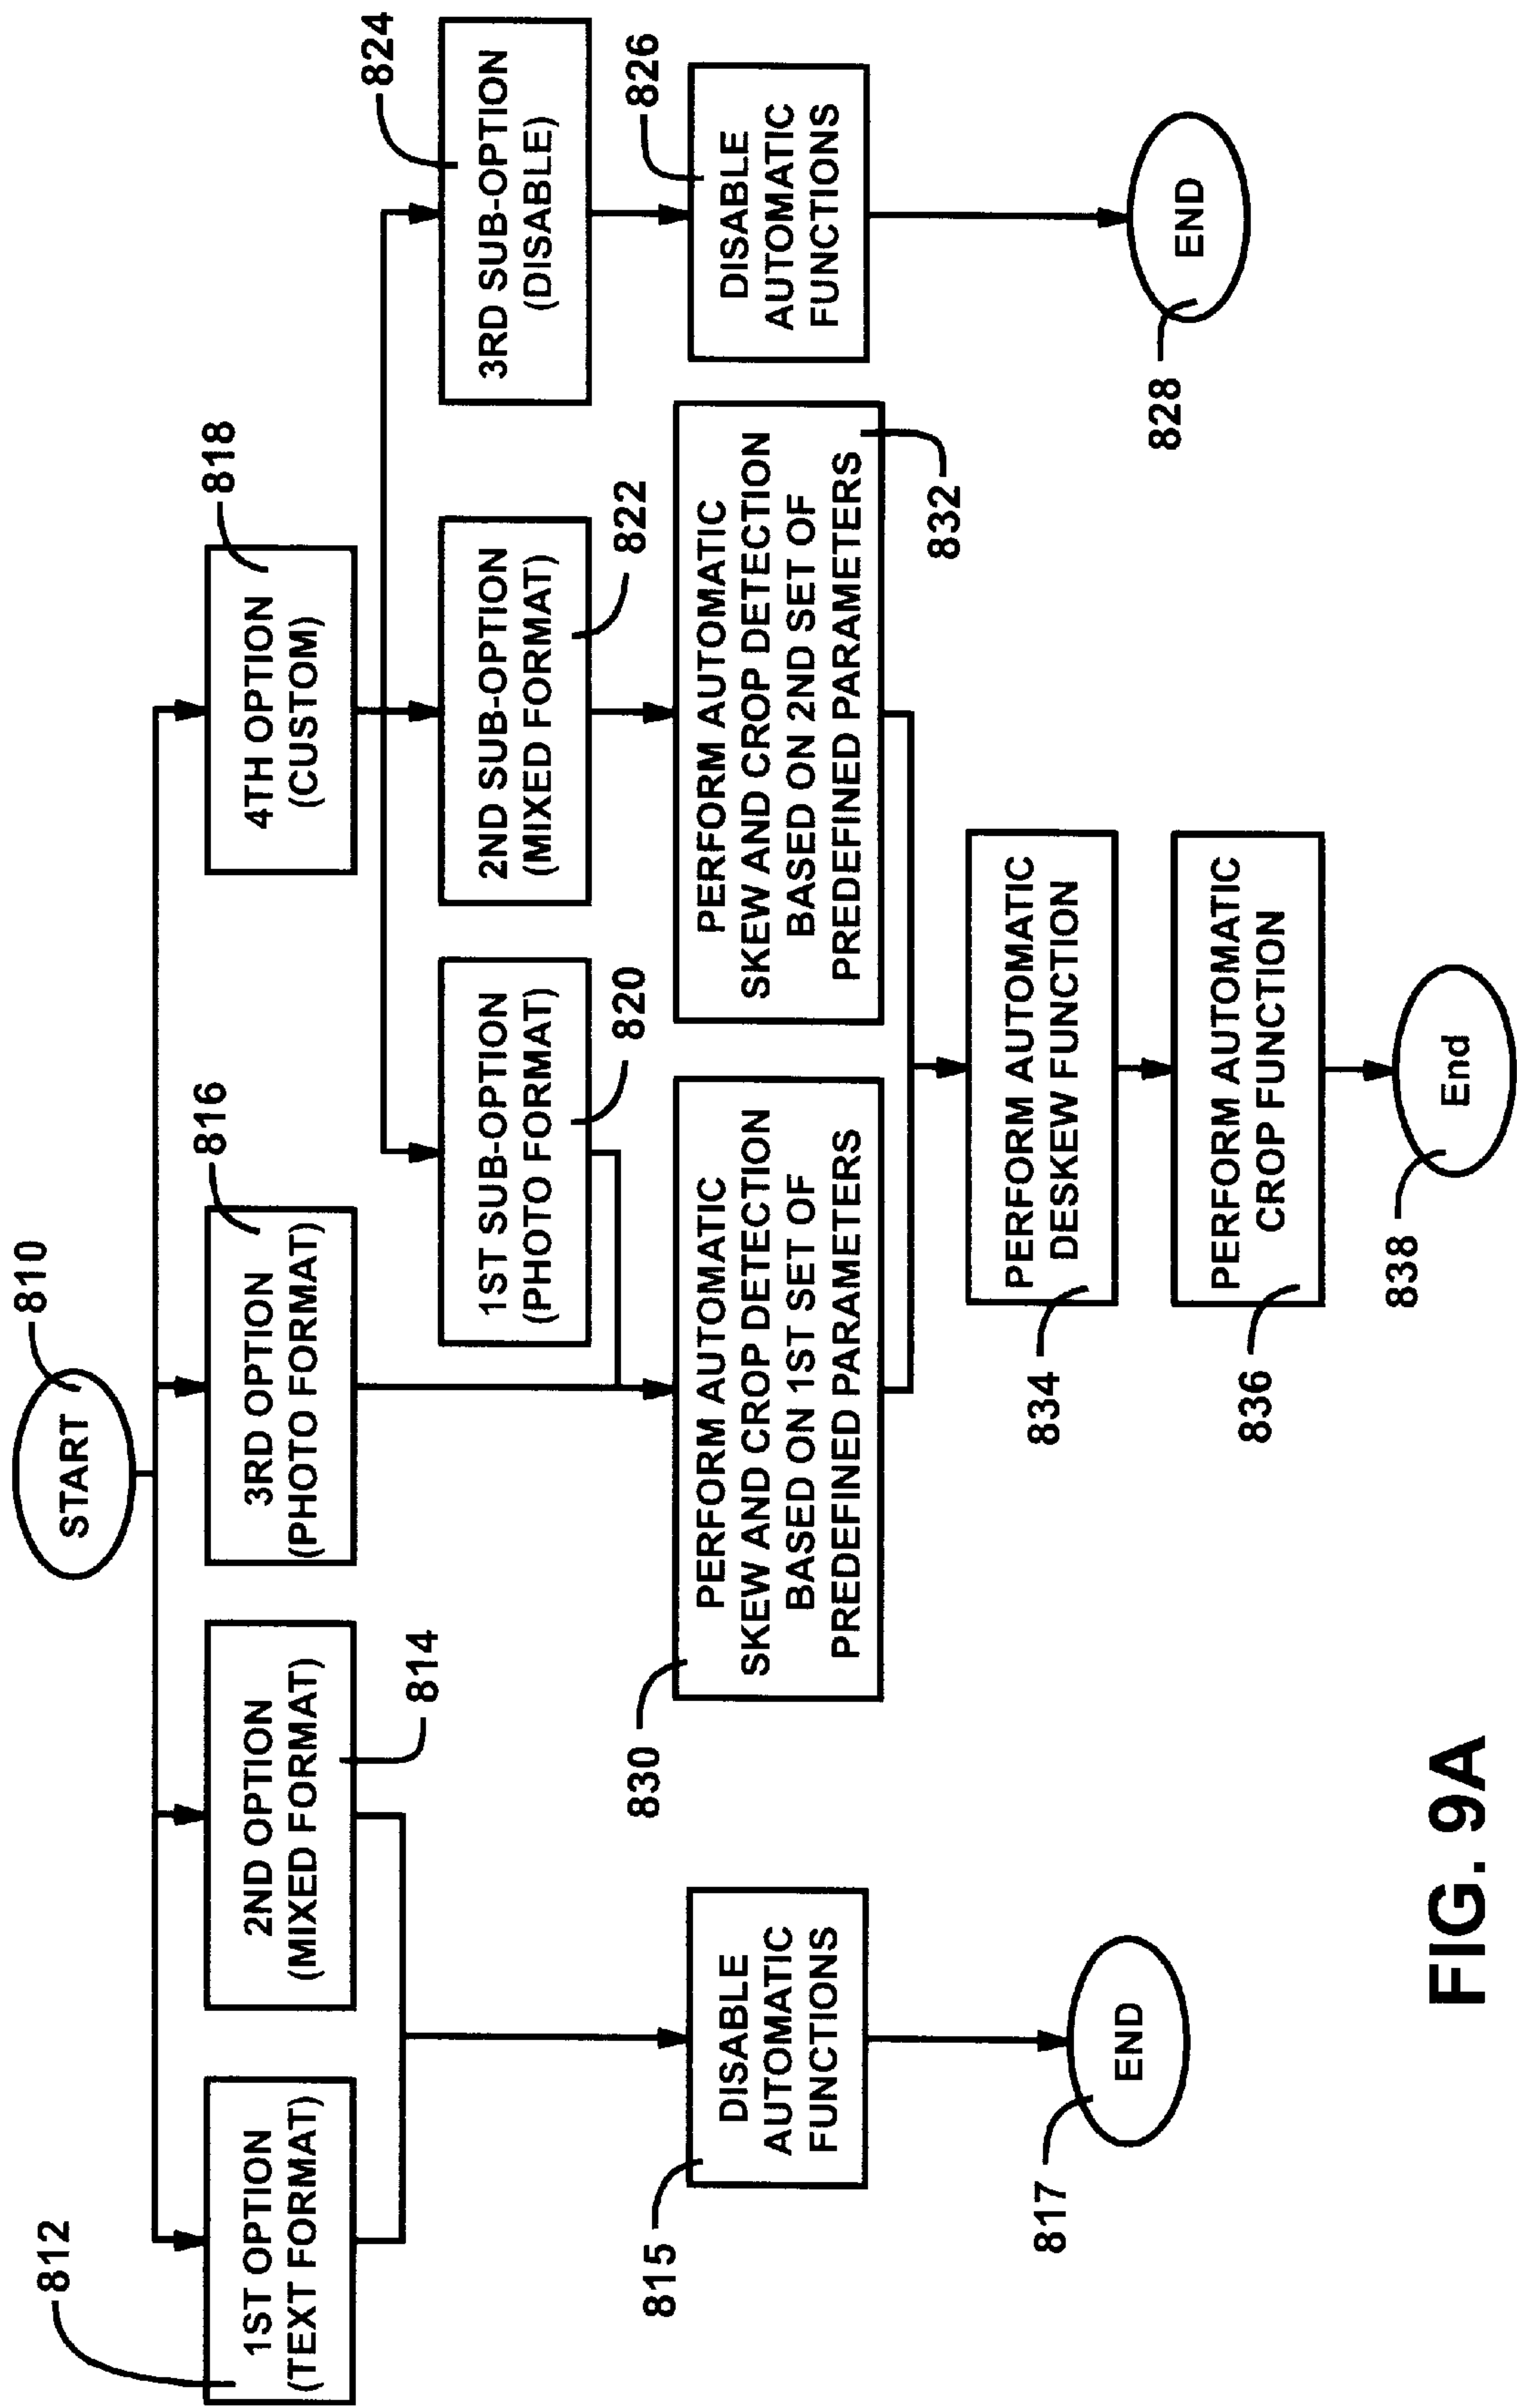 START
810
812
1ST OPTION
(TEXT FORMAT)
2ND OPTION
(MIXED FORMAT)
814
3RD OPTION
(PHOTO FORMAT)
816
4TH OPTION
(CUSTOM)
818
1ST SUB-OPTION
(PHOTO FORMAT)
820
2ND SUB-OPTION
(MIXED FORMAT)
822
3RD SUB-OPTION
(DISABLE)
824
815
DISABLE
AUTOMATIC
FUNCTIONS
830
PERFORM AUTOMATIC
SKEW AND CROP DETECTION
BASED ON 1ST SET OF
PREDEFINED PARAMETERS
PERFORM AUTOMATIC
SKEW AND CROP DETECTION
BASED ON 2ND SET OF
PREDEFINED PARAMETERS
832
DISABLE
AUTOMATIC
FUNCTIONS
826
817
END
834
PERFORM AUTOMATIC
DESKEW FUNCTION
828
END
836
PERFORM AUTOMATIC
CROP FUNCTION
838
End
FIG. 9A